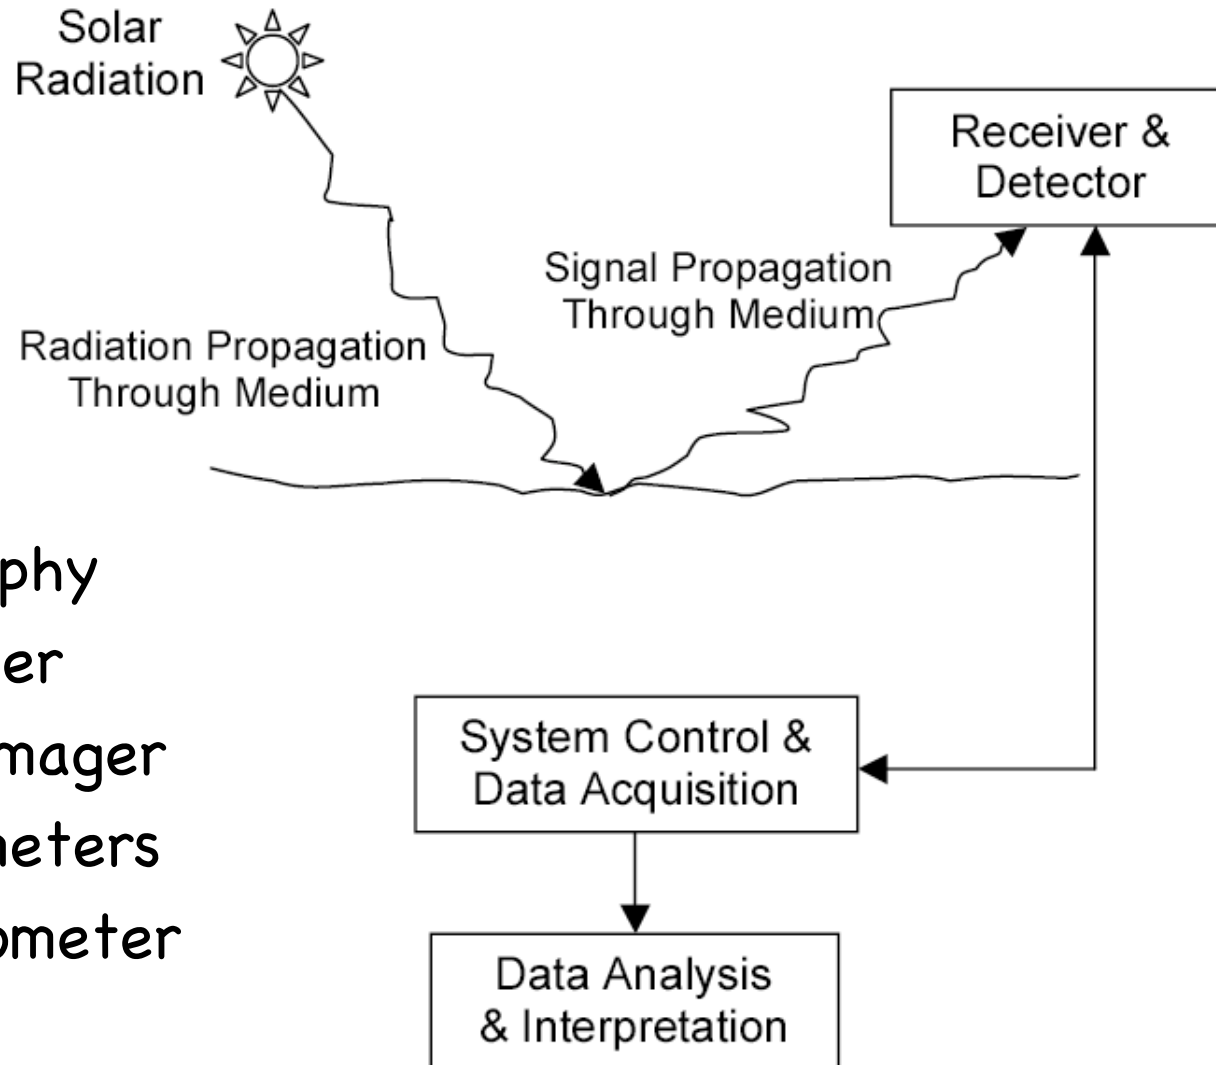 Solar
Radiation
Receiver &
Detector
Signal Propagation
Through Medium
Radiation Propagation
Through Medium
phy
er
mager
eters
ometer
System Control &
Data Acquisition
Data Analysis
& Interpretation